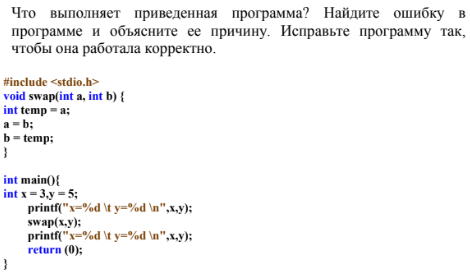 Что выполняет приведенная программа? Найдите ошибку в
программе и объясните ее причину. Исправьте программу так,
чтобы она работала корректно.
#include <stdio.h>
void swap(int a, int b) {
int temp = a;
a = b;
b = temp;
}
int main(){
int x = 3,y = 5;
printf("x=%d \t y=%d \n",x,y);
swap(x,y);
printf("x=%d \t y=%d \n",x,y);
return (0);
}